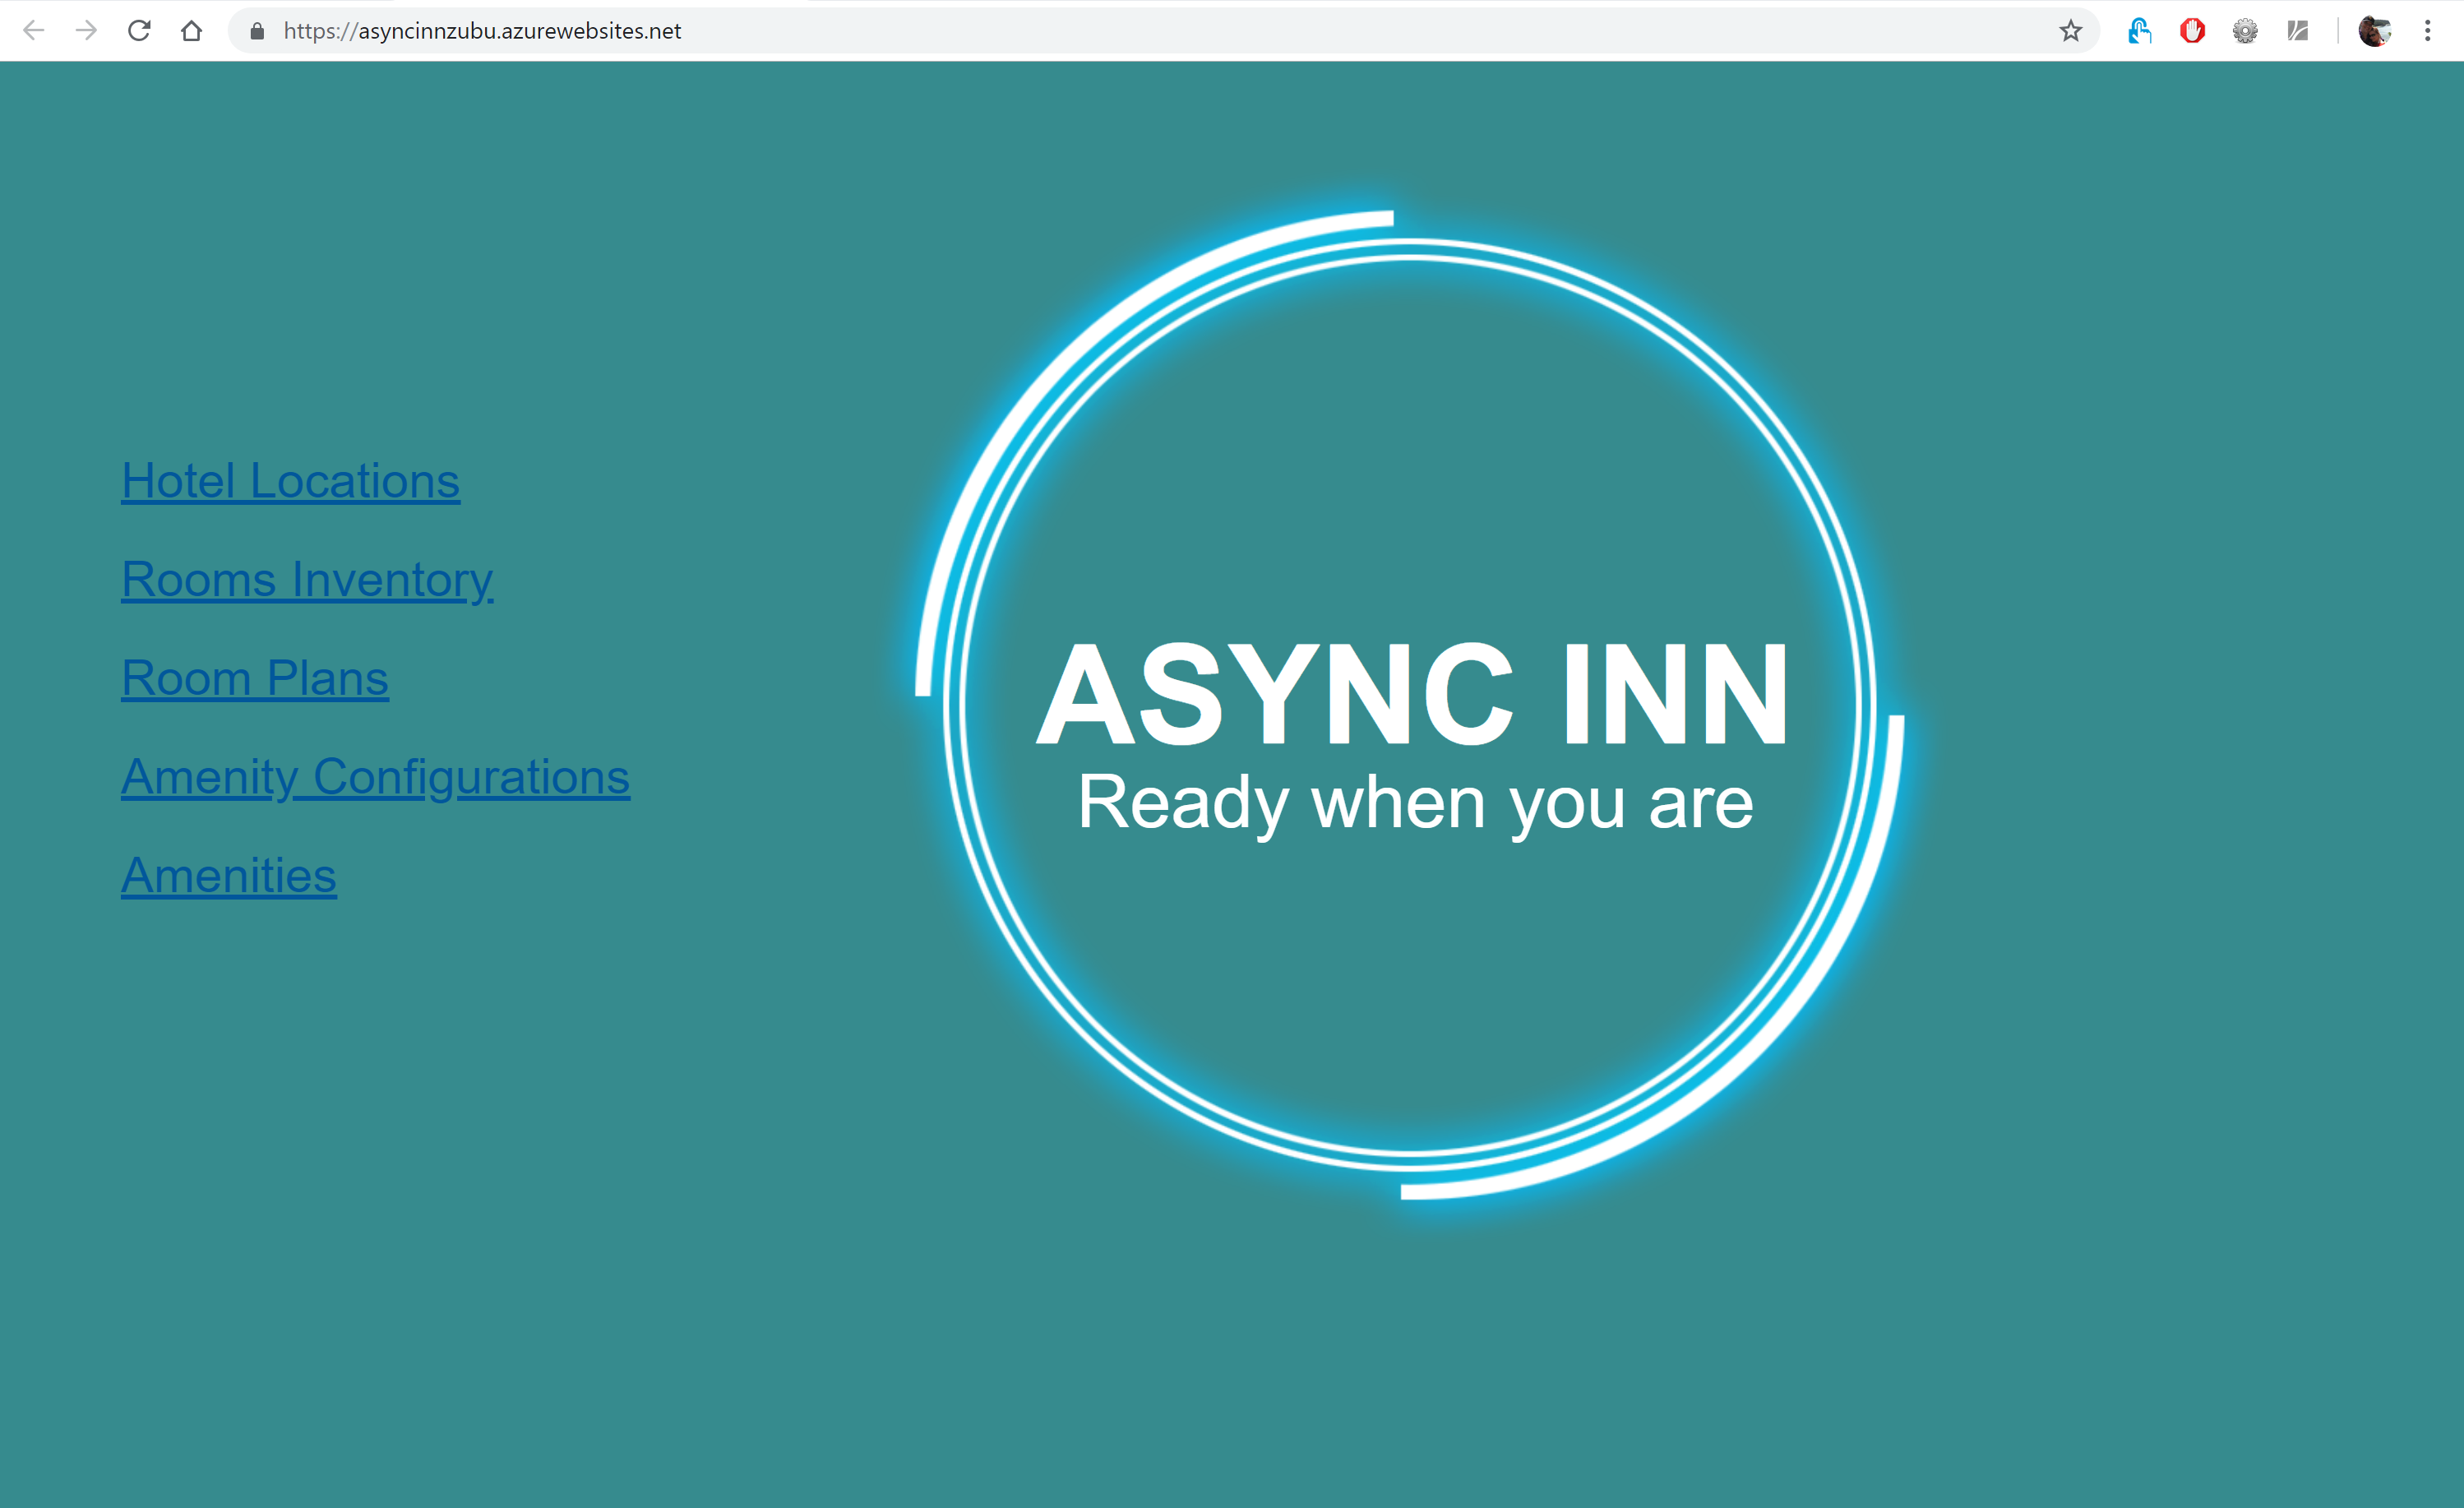 https://asyncinnzubu.azurewebsites.net
Hotel Locations
Rooms Inventory
Room Plans
Amenity Configurations
Amenities
ASYNC INN
Ready when you are